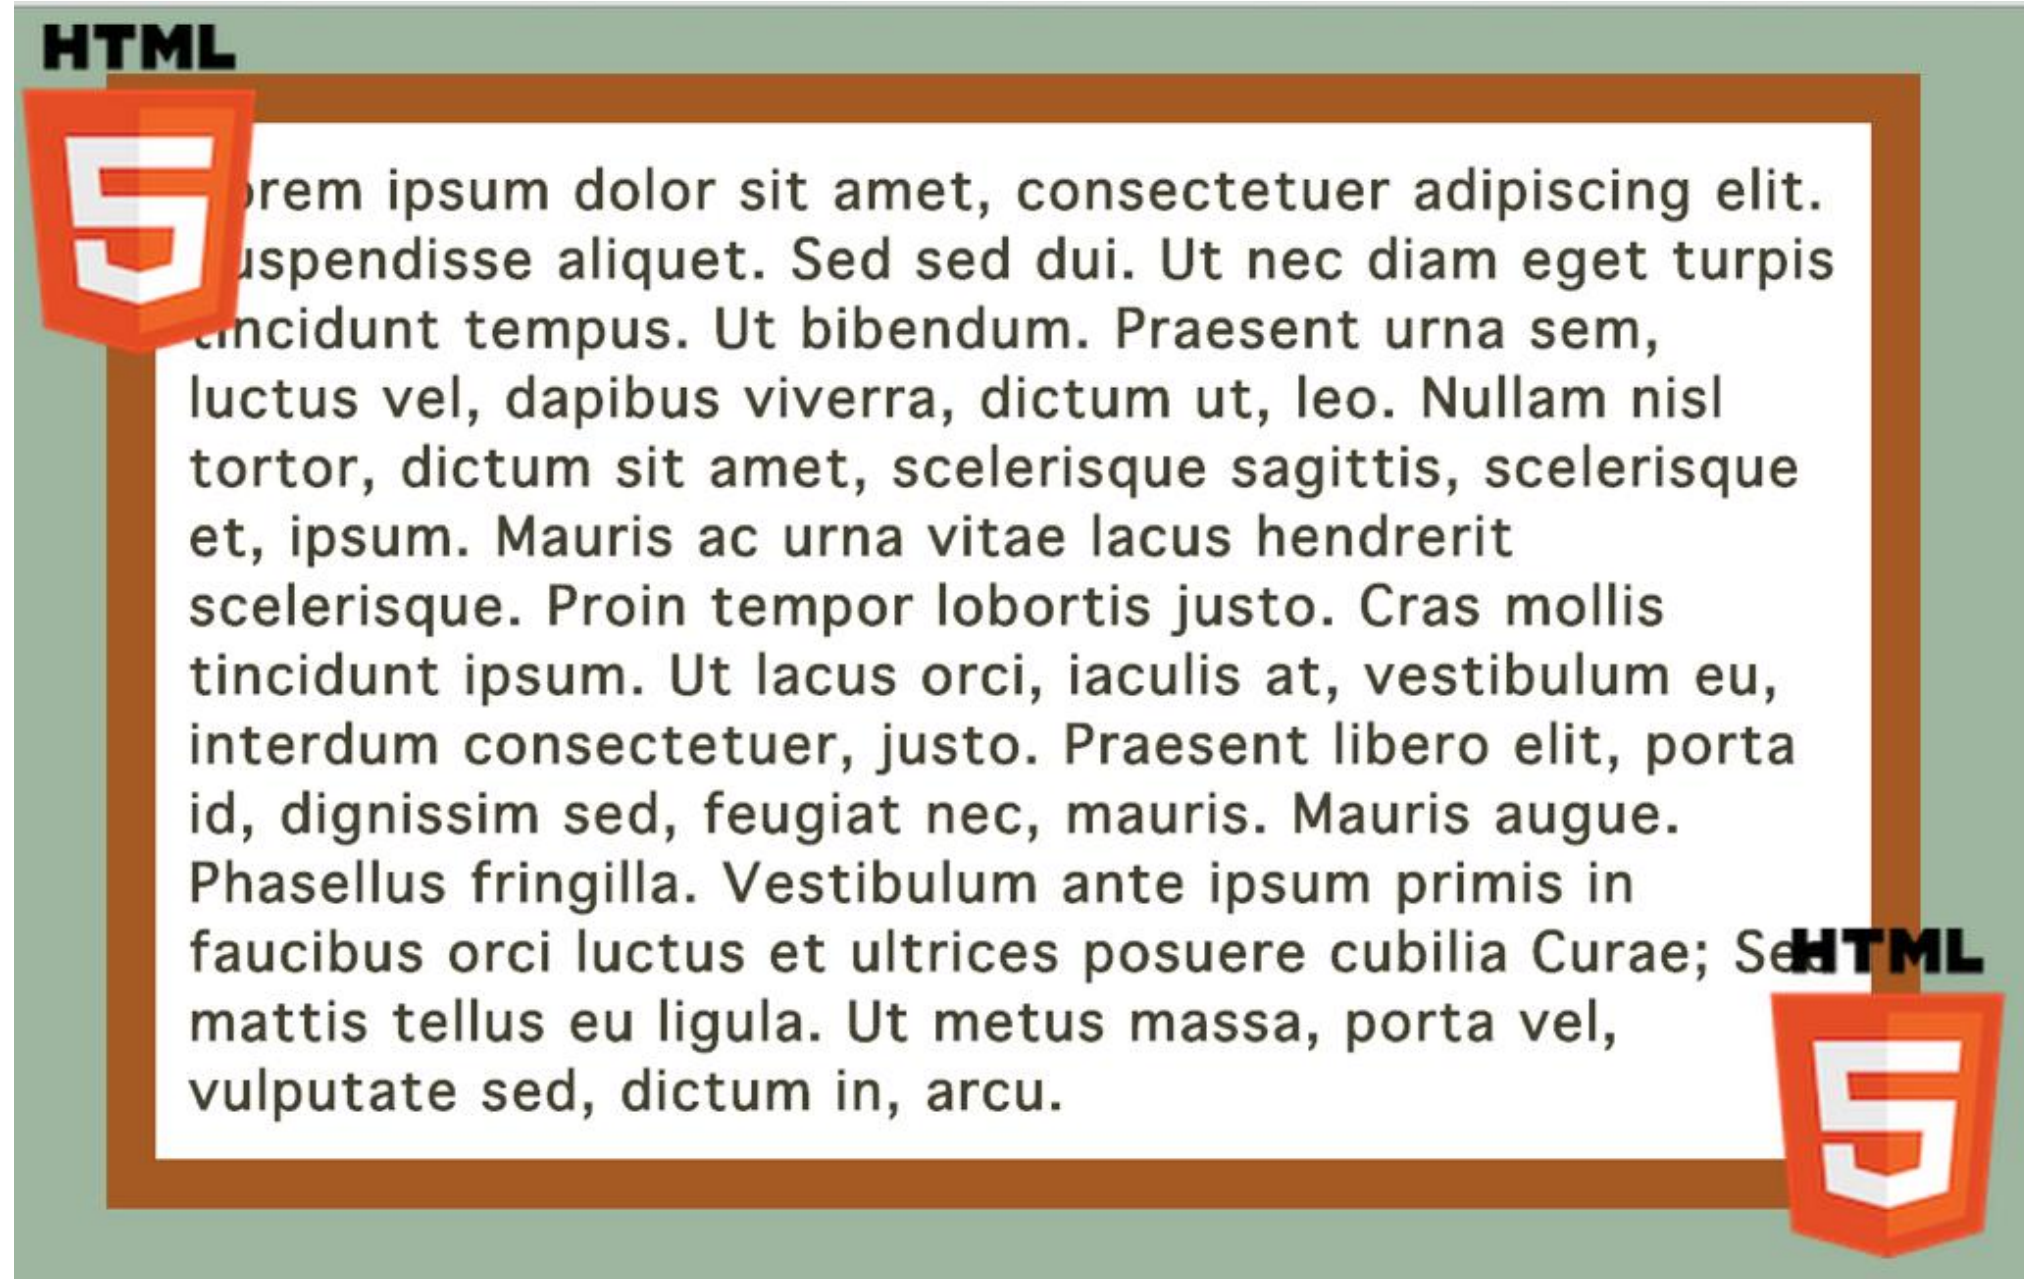 HTML
5
orem ipsum dolor sit amet, consectetuer adipiscing elit.
uspendisse aliquet. Sed sed dui. Ut nec diam eget turpis
tincidunt tempus. Ut bibendum. Praesent urna sem,
luctus vel, dapibus viverra, dictum ut, leo. Nullam nisl
tortor, dictum sit amet, scelerisque sagittis, scelerisque
et, ipsum. Mauris ac urna vitae lacus hendrerit
scelerisque. Proin tempor lobortis justo. Cras mollis
tincidunt ipsum. Ut lacus orci, iaculis at, vestibulum eu,
interdum consectetuer, justo. Praesent libero elit, porta
id, dignissim sed, feugiat nec, mauris. Mauris augue.
Phasellus fringilla. Vestibulum ante ipsum primis in
faucibus orci luctus et ultrices posuere cubilia Curae; Sed
mattis tellus eu ligula. Ut metus massa, porta vel,
vulputate sed, dictum in, arcu.
HTML
5